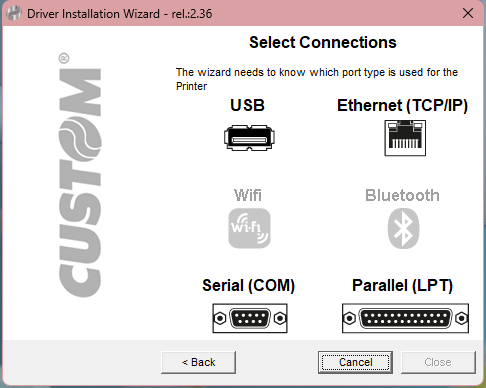 Driver Installation Wizard - rel.:2.36
Select Connections
The wizard needs to know which port type is used for the
Printer
USB
Ethernet (TCP/IP)
Wifi
Bluetooth
Wi-Fi
Serial (COM)
Parallel (LPT)
CUSTOM®
< Back
Cancel
Close